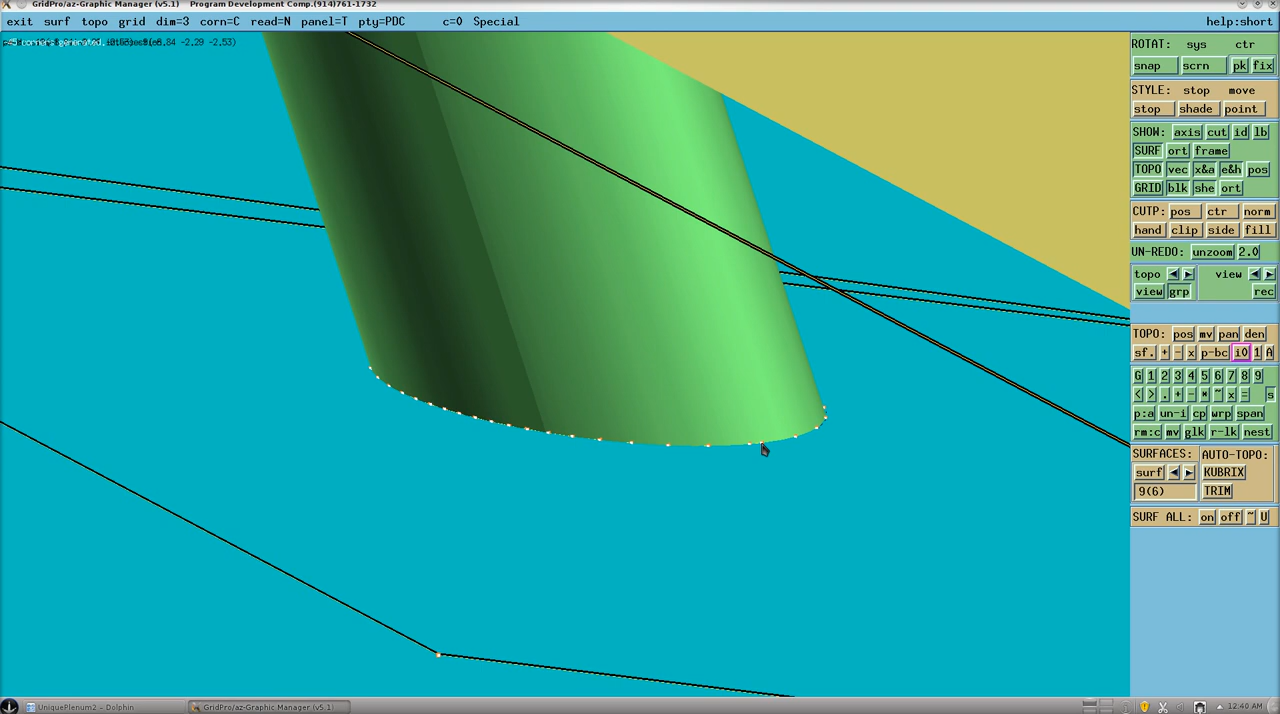 GridPro/az-Graphic Manager (v5.1)    Program Development Comp.(914)761-1732
exit surf topo grid dim=3 corn=C read=N panel=T pty=PDC c=0 Special help:short
corners generated.
ROTAT: sys ctr
snap scrn pk fix
STYLE: stop move
stop shade point
SHOW: axis cut id lb
SURF ort frame
TOPO vec x&a e&h pos
GRID blk she ort
CUTP: pos ctr norm
hand clip side fill
UN-REDO: unzoom 2.0
topo view
view grp rec
TOPO: pos mv pan den
sf. + - x p-bc i0 1 A
G 1 2 3 4 5 6 7 8 9
< > . + - * ~ x = s
p:a un-i cp wrp span
rm:c mv glk r-lk nest
SURFACES: AUTO-TOPO:
surf KUBRIX
9(6) TRIM
SURF ALL: on off ~ U
UniquePlenum2 – Dolphin
GridPro/az-Graphic Manager (v5.1)
12:40 AM